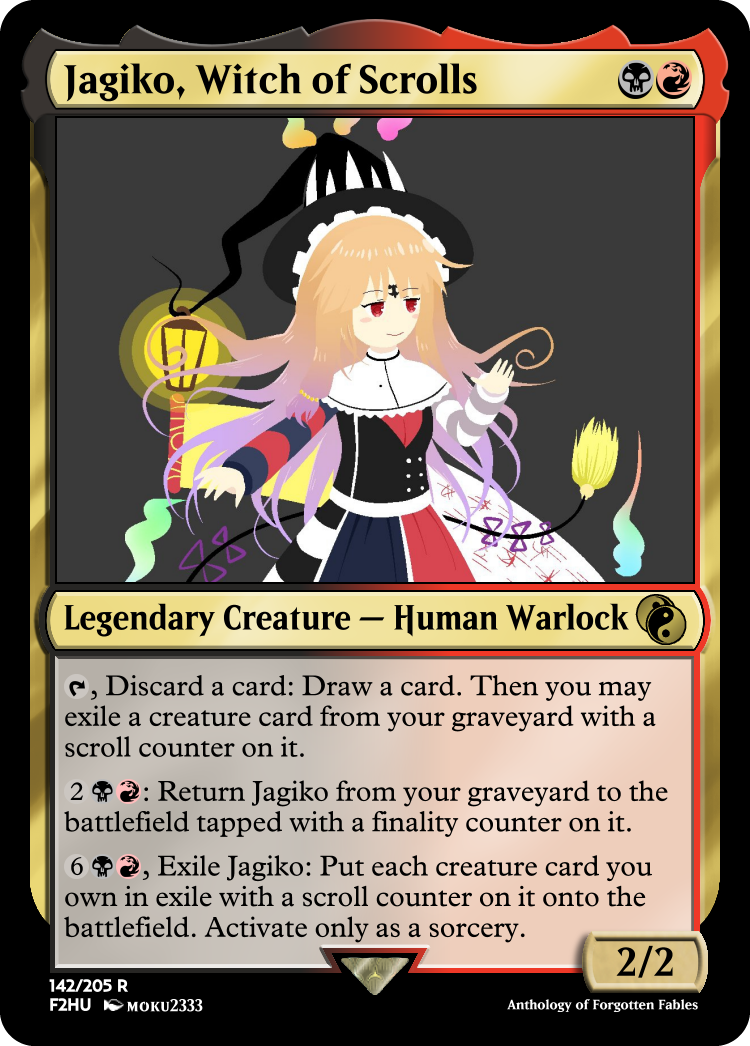 Jagiko, Witch of Scrolls
Legendary Creature — Human Warlock
, Discard a card: Draw a card. Then you may
exile a creature card from your graveyard with a
scroll counter on it.
2 : Return Jagiko from your graveyard to the
battlefield tapped with a finality counter on it.
6 , Exile Jagiko: Put each creature card you
own in exile with a scroll counter on it onto the
battlefield. Activate only as a sorcery.
2/2
142/205 R
F2HU MOKU2333
Anthology of Forgotten Fables